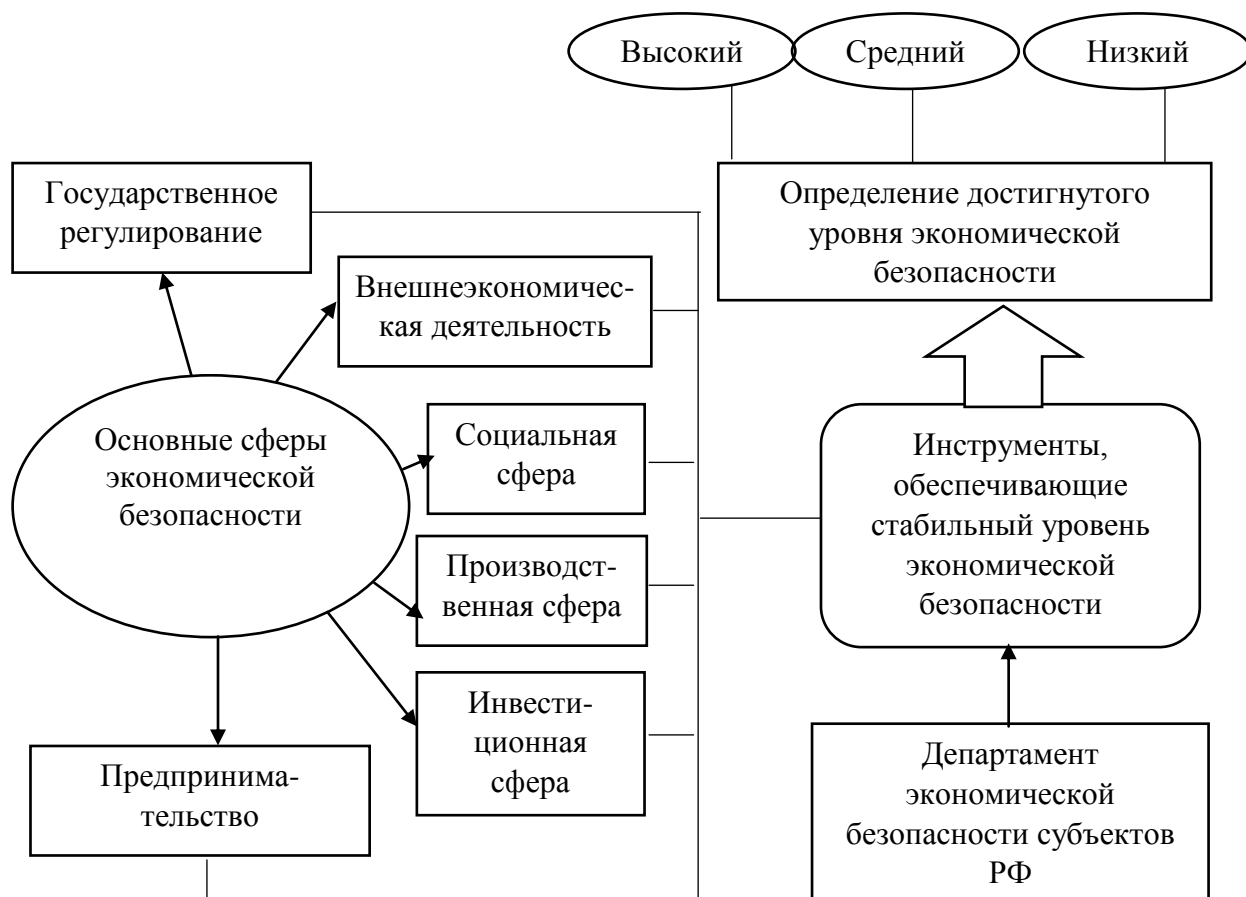 Высокий
Средний
Низкий
Государственное
регулирование
Определение достигнутого
уровня экономической
безопасности
Внешнеэкономичес-
кая деятельность
Основные сферы
экономической
безопасности
Социальная
сфера
Инструменты,
обеспечивающие
стабильный уровень
экономической
безопасности
Производст-
венная сфера
Инвести-
ционная
сфера
Предпринима-
тельство
Департамент
экономической
безопасности субъектов
РФ